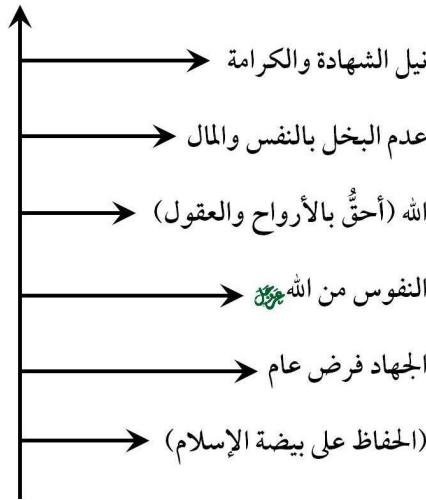 نيل الشهادة والكرامة
عدم البخل بالنفس والمال
الله (أحقُّ بالأرواح والعقول)
النفوس من الله عز وجل
الجهاد فرض عام
(الحفاظ على بيضة الإسلام)